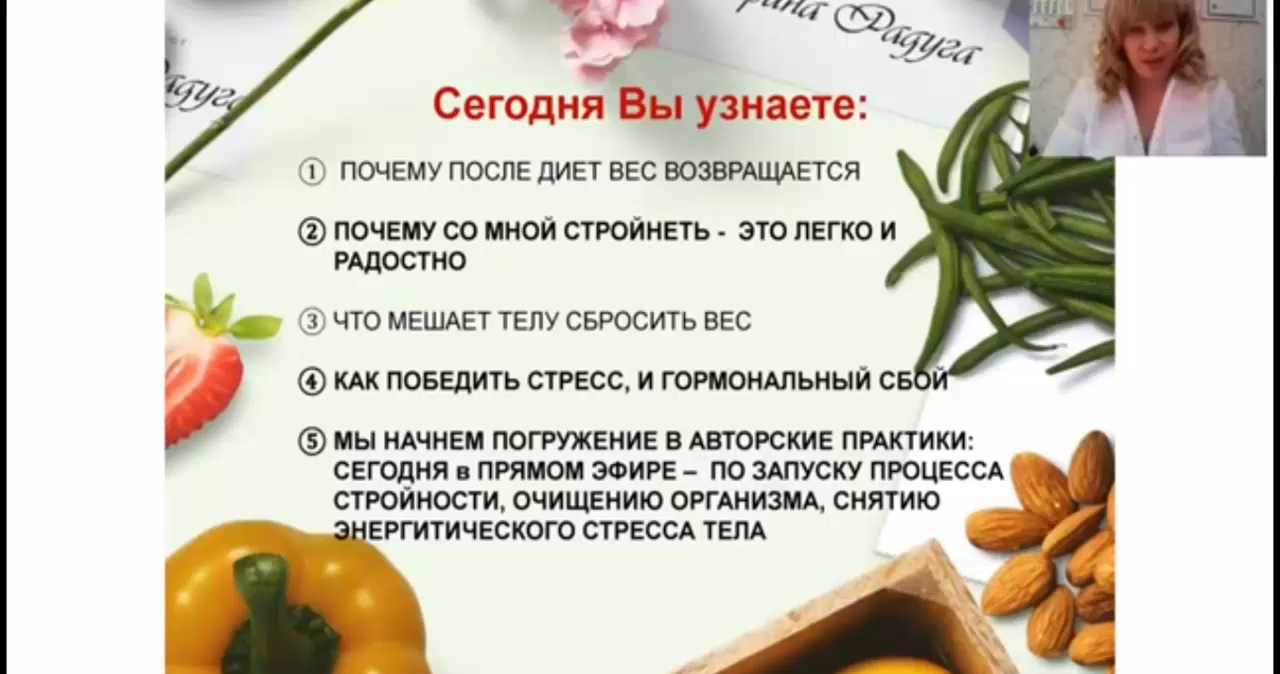 Радуга
Сегодня Вы узнаете:
① ПОЧЕМУ ПОСЛЕ ДИЕТ ВЕС ВОЗВРАЩАЕТСЯ
② ПОЧЕМУ СО МНОЙ СТРОЙНЕТЬ - ЭТО ЛЕГКО И
РАДОСТНО
③ ЧТО МЕШАЕТ ТЕЛУ СБРОСИТЬ ВЕС
④ КАК ПОБЕДИТЬ СТРЕСС, И ГОРМОНАЛЬНЫЙ СБОЙ
⑤ МЫ НАЧНЕМ ПОГРУЖЕНИЕ В АВТОРСКИЕ ПРАКТИКИ:
СЕГОДНЯ в ПРЯМОМ ЭФИРЕ – ПО ЗАПУСКУ ПРОЦЕССА
СТРОЙНОСТИ, ОЧИЩЕНИЮ ОРГАНИЗМА, СНЯТИЮ
ЭНЕРГИТИЧЕСКОГО СТРЕССА ТЕЛА